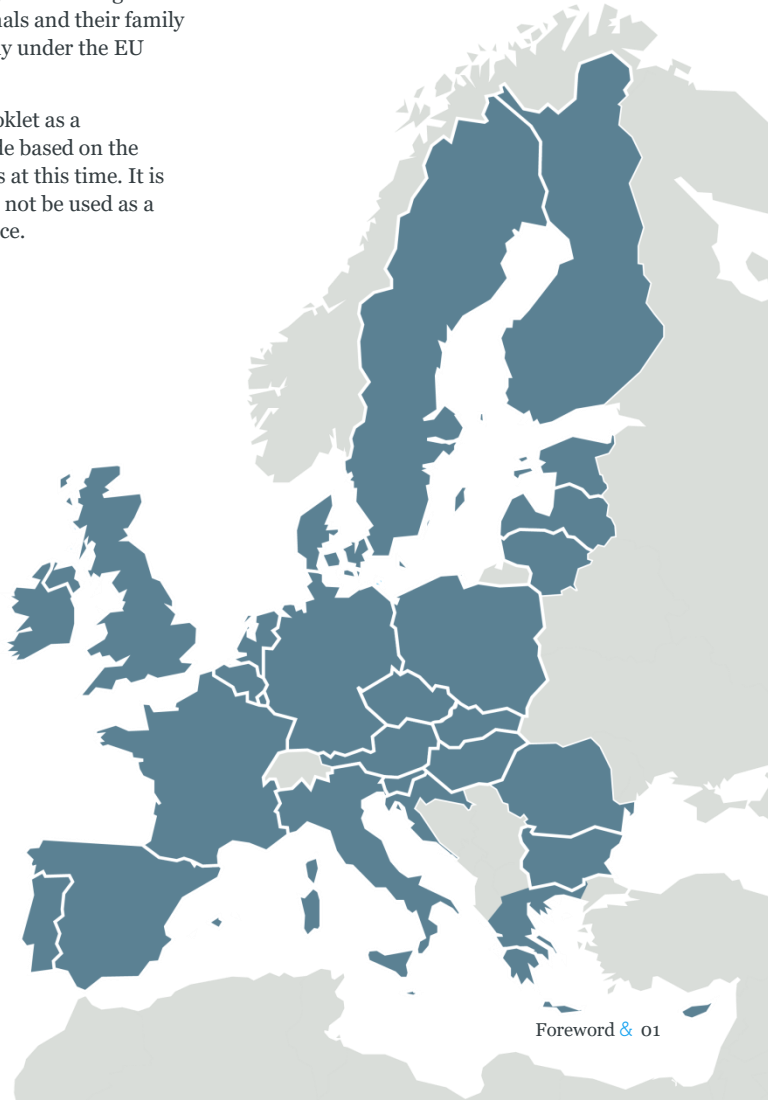 nals and their family
y under the EU
oklet as a
le based on the
s at this time. It is
not be used as a
ce.
Foreword & 01